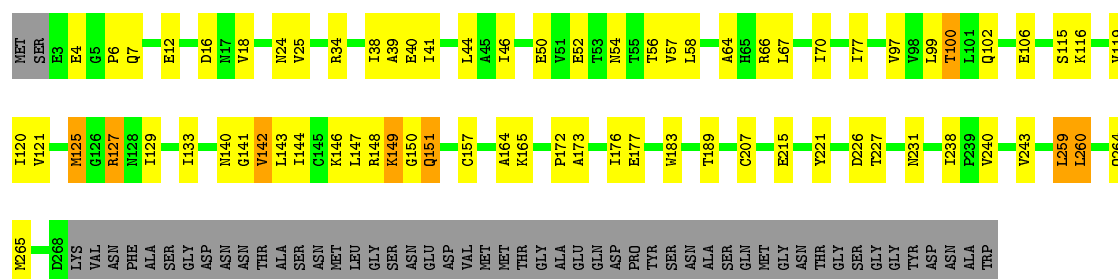 MET SER E3 E4 G5 P6 Q7 E12 D16 N17 V18 N24 V25 R34 I38 A39 E40 I41 L44 A45 I46 E50 V51 E52 T53 N54 T55 T56 V57 L58 A64 H65 R66 L67 I70 I77 V97 V98 L99 T100 L101 Q102 E106 S115 K116
I120 V121 M125 G126 R127 N128 I129 I133 N140 G141 V142 L143 I144 C145 K146 L147 R148 K149 G150 Q151 C157 A164 K165 P172 A173 I176 E177 W183 T189 C207 E215 Y221 D226 T227 N231 I238 P239 V240 V243 L259 L260
M265 D268 LYS VAL ASN PHE ALA SER GLY ASP ASN ASN THR ALA SER ASN MET LEU GLY SER ASN GLU ASP VAL MET MET THR GLY ALA GLU GLN ASP PRO TYR SER ASN ALA SER GLN MET GLY ASN THR GLY SER GLY GLY TYR ASP ASN ALA TRP